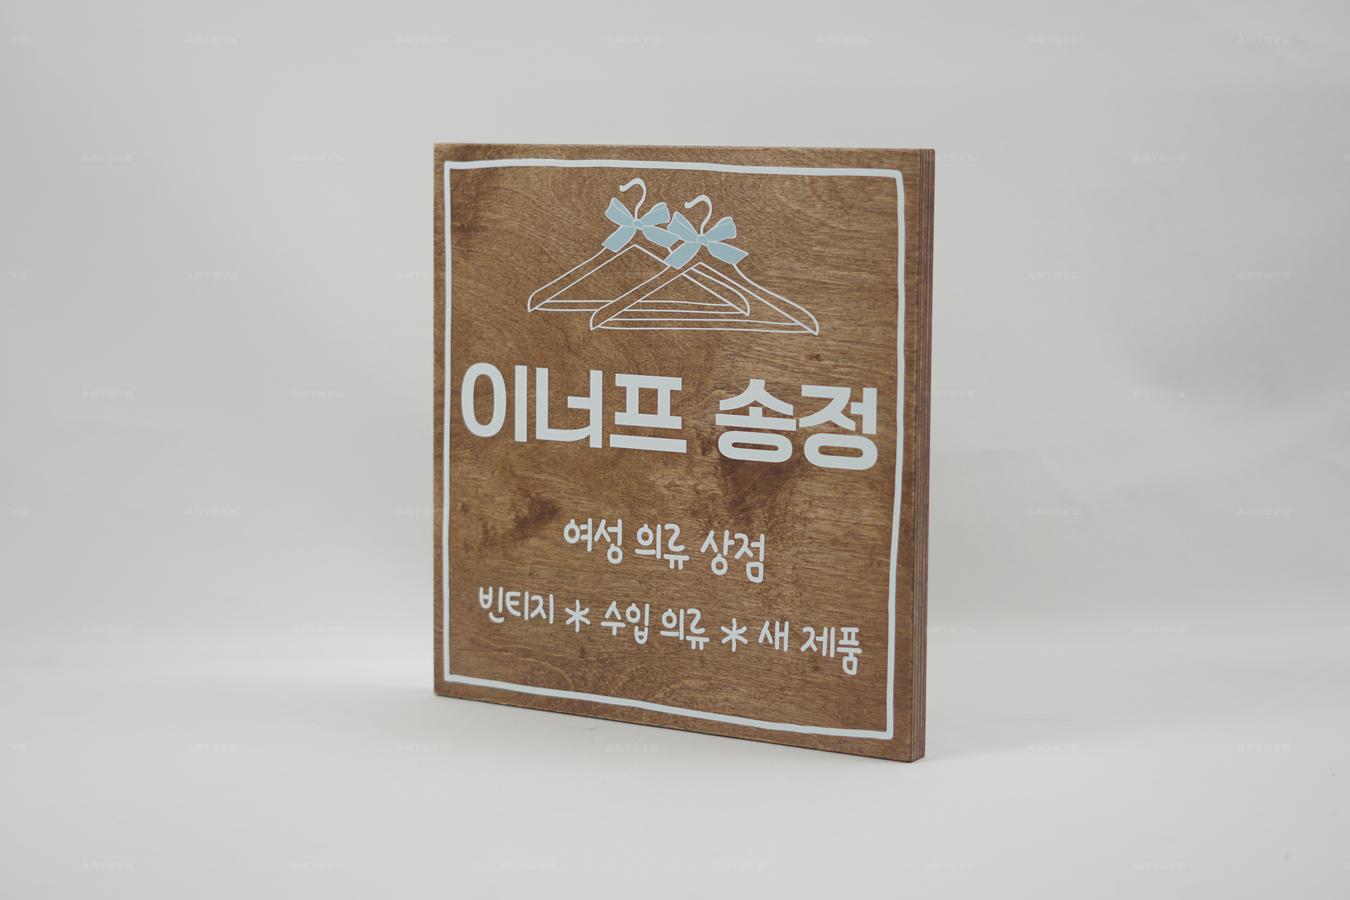 이너프 송정
여성 의류 상점
빈티지 * 수입 의류 * 새 제품